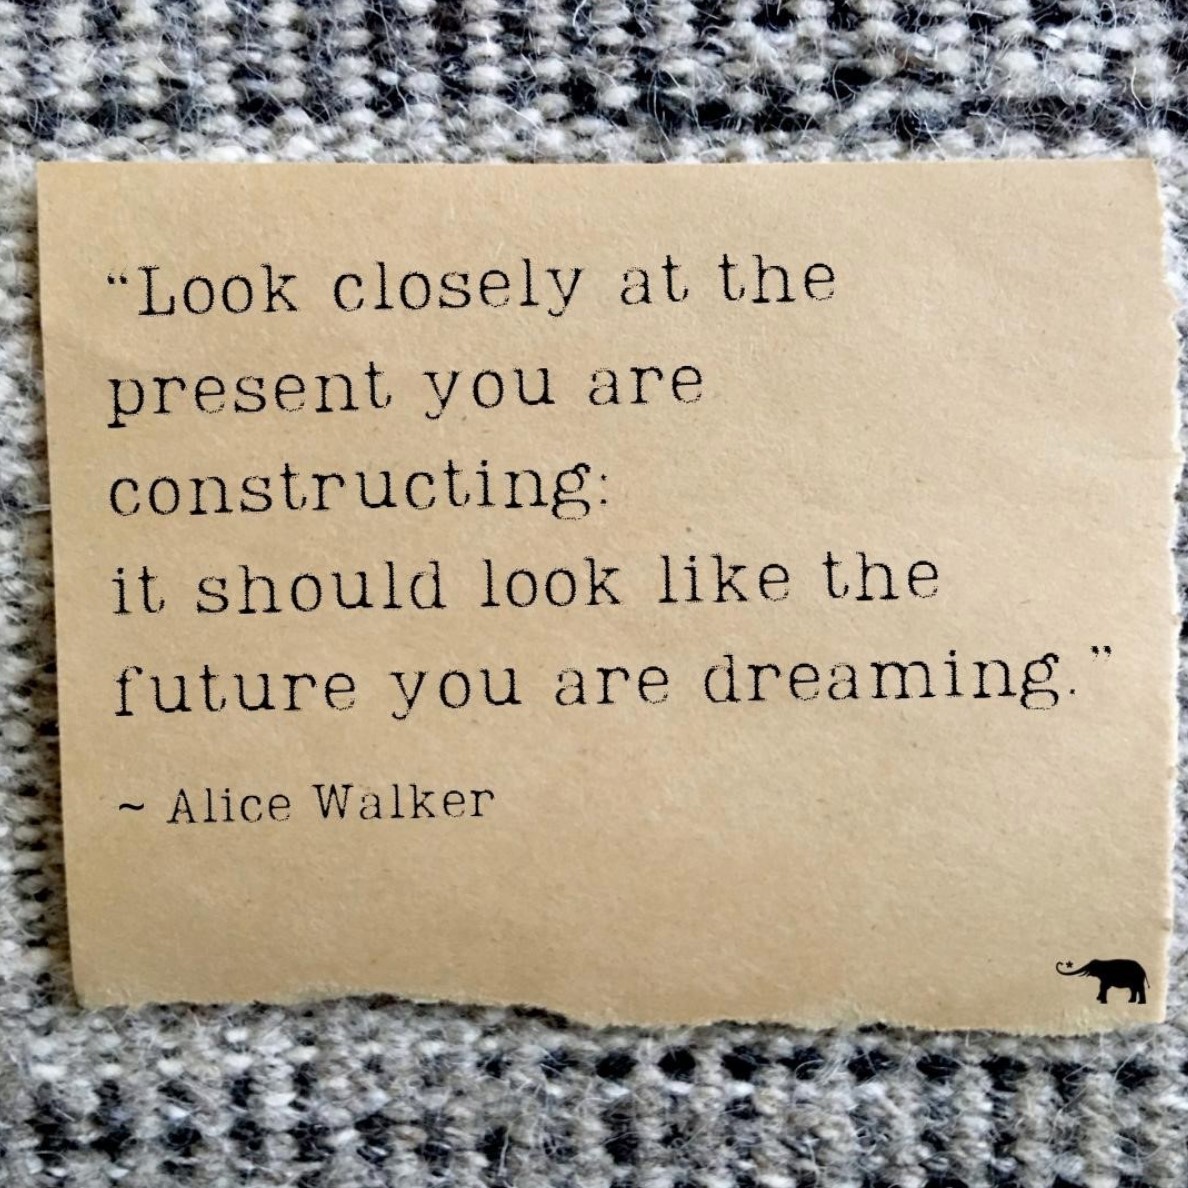 “Look closely at the
present you are
constructing:
it should look like the
future you are dreaming.”
~ Alice Walker